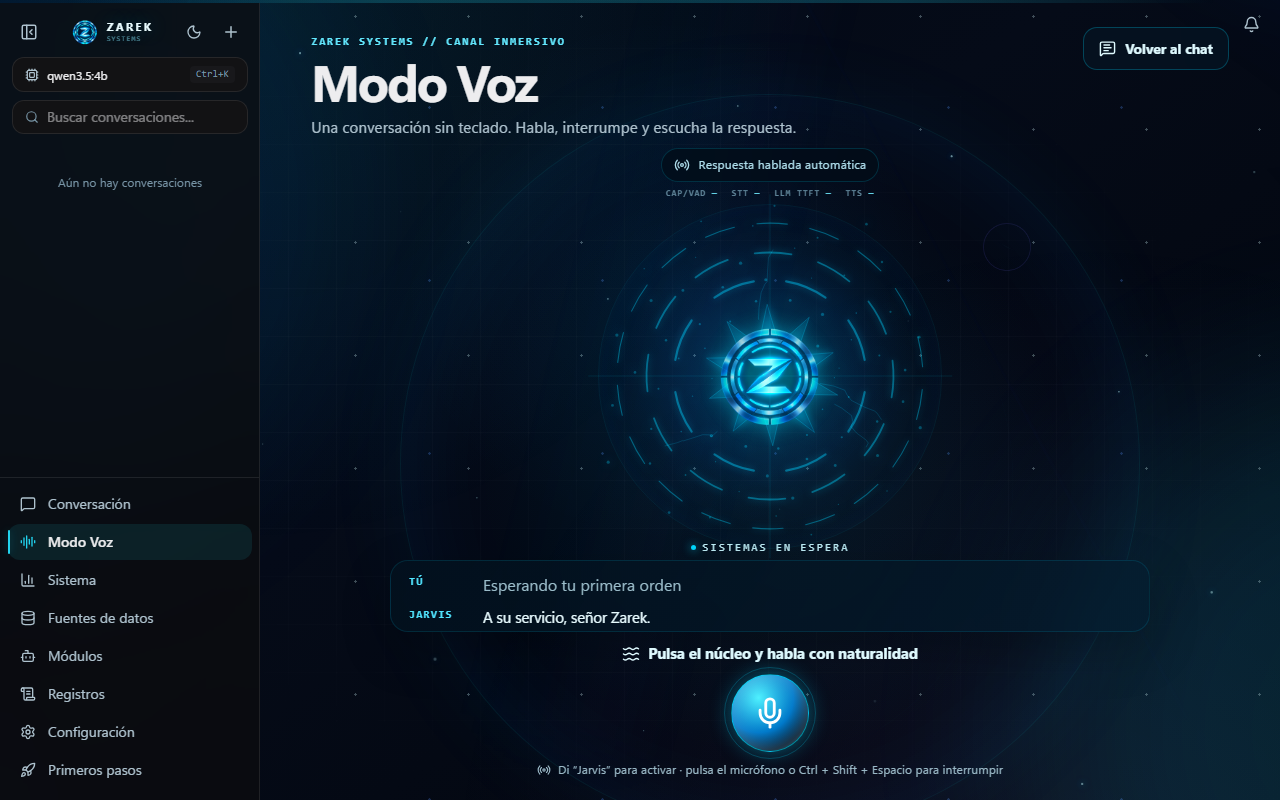 ZAREK
SYSTEMS
qwen3.5:4b
Ctrl+K
Buscar conversaciones...
Aún no hay conversaciones
Conversación
Modo Voz
Sistema
Fuentes de datos
Módulos
Registros
Configuración
Primeros pasos
ZAREK SYSTEMS // CANAL INMERSIVO
Volver al chat
Modo Voz
Una conversación sin teclado. Habla, interrumpe y escucha la respuesta.
Respuesta hablada automática
CAP/VAD — STT — LLM TTFT — TTS —
Z
SISTEMAS EN ESPERA
TÚ Esperando tu primera orden
JARVIS A su servicio, señor Zarek.
Pulsa el núcleo y habla con naturalidad
Di "Jarvis" para activar · pulsa el micrófono o Ctrl + Shift + Espacio para interrumpir